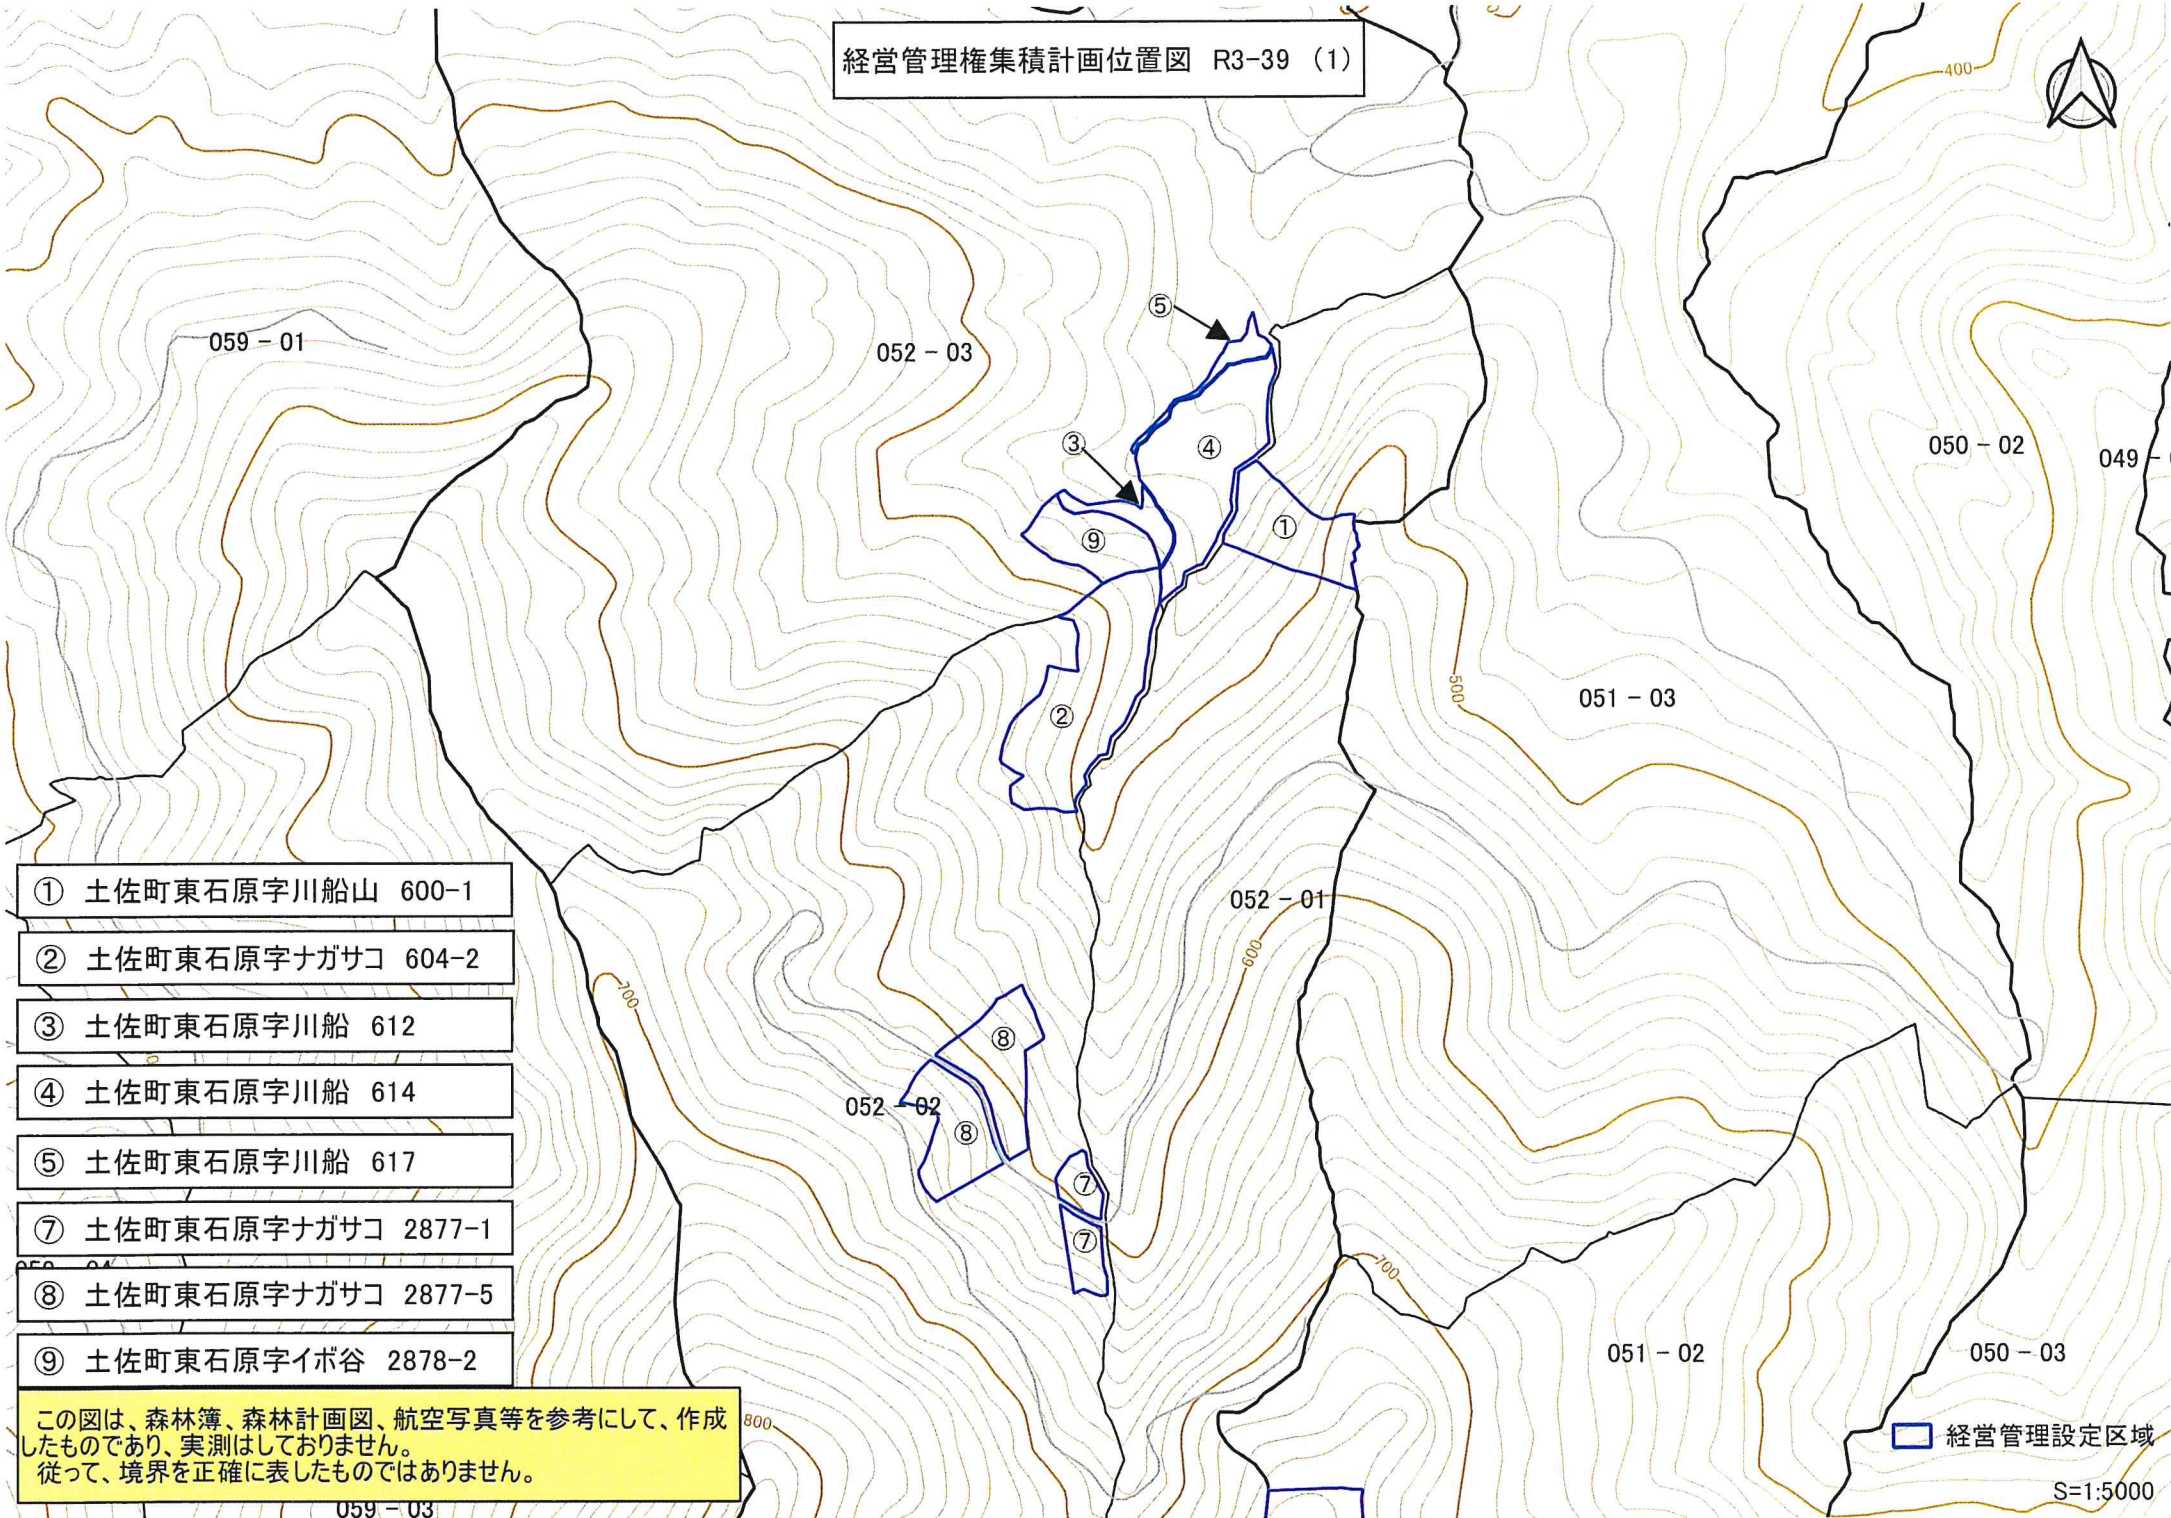 経営管理権集積計画位置図 R3-39 （1）
400
⑤
059 - 01
052 - 03
③
④
050 - 02
049 -
①
⑨
500
051 - 03
②
① 土佐町東石原字川船山 600-1
052 - 01
② 土佐町東石原字ナガサコ 604-2
600
700
③ 土佐町東石原字川船 612
⑧
④ 土佐町東石原字川船 614
052 - 02
⑧
⑤ 土佐町東石原字川船 617
⑦
⑦ 土佐町東石原字ナガサコ 2877-1
⑦
700
⑧ 土佐町東石原字ナガサコ 2877-5
⑨ 土佐町東石原字イボ谷 2878-2
051 - 02
050 - 03
この図は、森林簿、森林計画図、航空写真等を参考にして、作成
したものであり、実測はしておりません。
従って、境界を正確に表したものではありません。
800
経営管理設定区域
S=1:5000
059 - 03